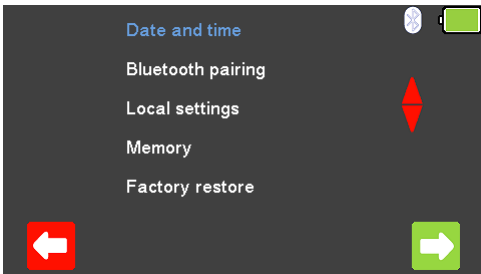 Date and time
Bluetooth pairing
Local settings
Memory
Factory restore